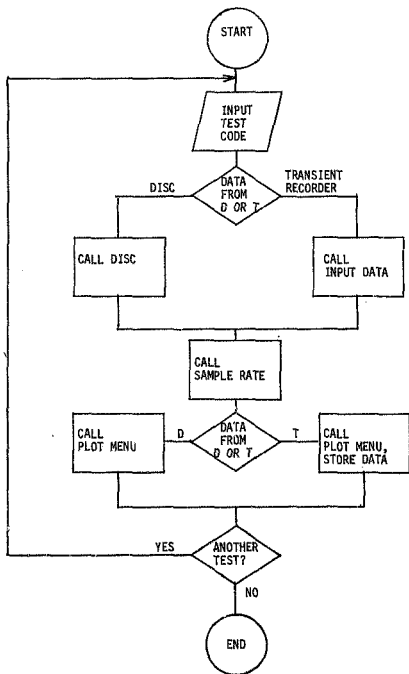 START
INPUT
TEST
CODE
DISC
DATA
FROM
D OR T
TRANSIENT
RECORDER
CALL DISC
CALL
INPUT DATA
CALL
SAMPLE RATE
CALL
PLOT MENU
D
DATA
FROM
D OR T
T
CALL
PLOT MENU,
STORE DATA
YES
ANOTHER
TEST?
NO
END